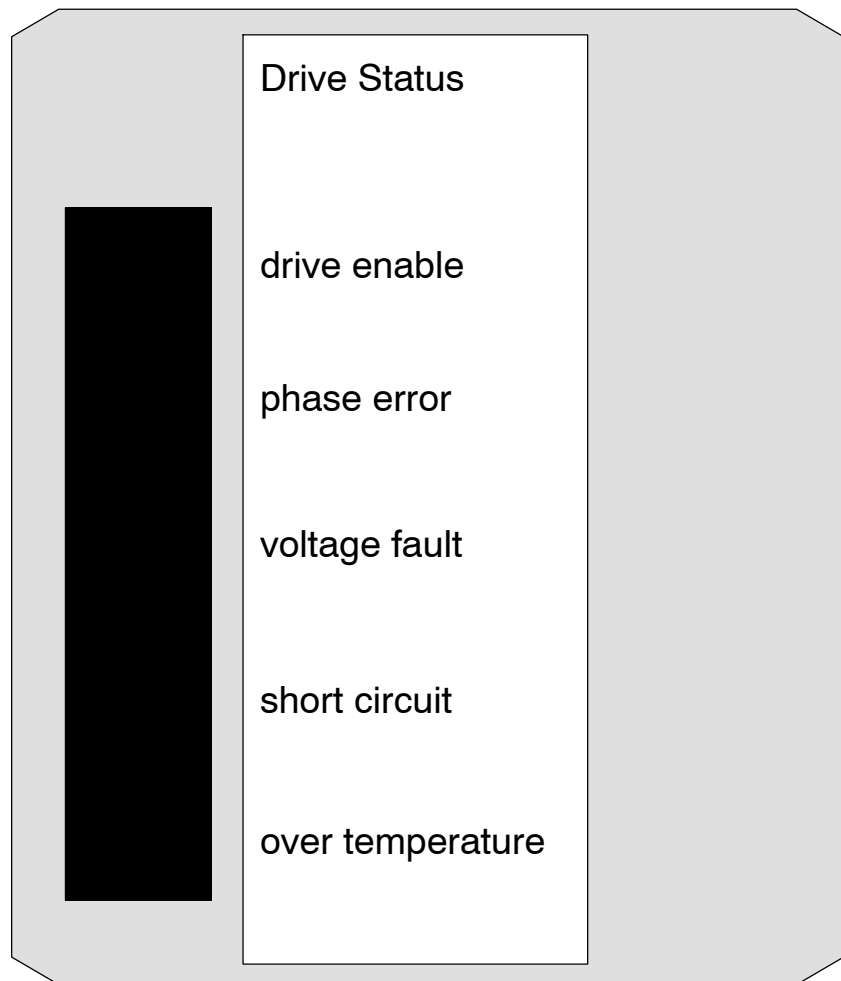 Drive Status
drive enable
phase error
voltage fault
short circuit
over temperature